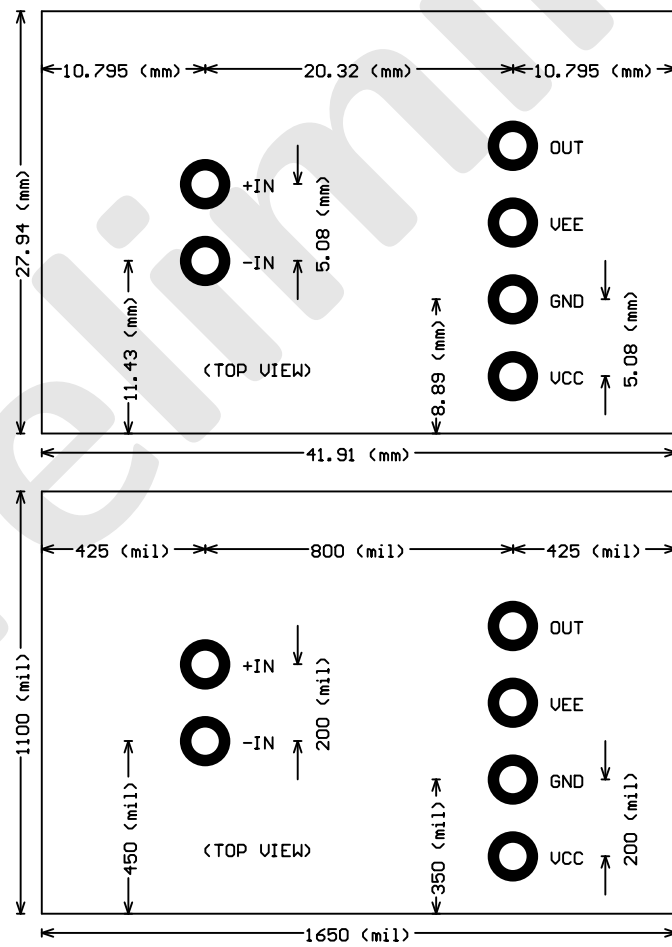 10.795 (mm) 20.32 (mm) 10.795 (mm)
OUT
+IN
VEE
-IN
GND
(TOP VIEW)
VCC
27.94 (mm)
11.43 (mm)
5.08 (mm)
8.89 (mm)
5.08 (mm)
41.91 (mm)
425 (mil) 800 (mil) 425 (mil)
OUT
+IN
VEE
-IN
GND
(TOP VIEW)
VCC
1100 (mil)
450 (mil)
200 (mil)
350 (mil)
200 (mil)
1650 (mil)